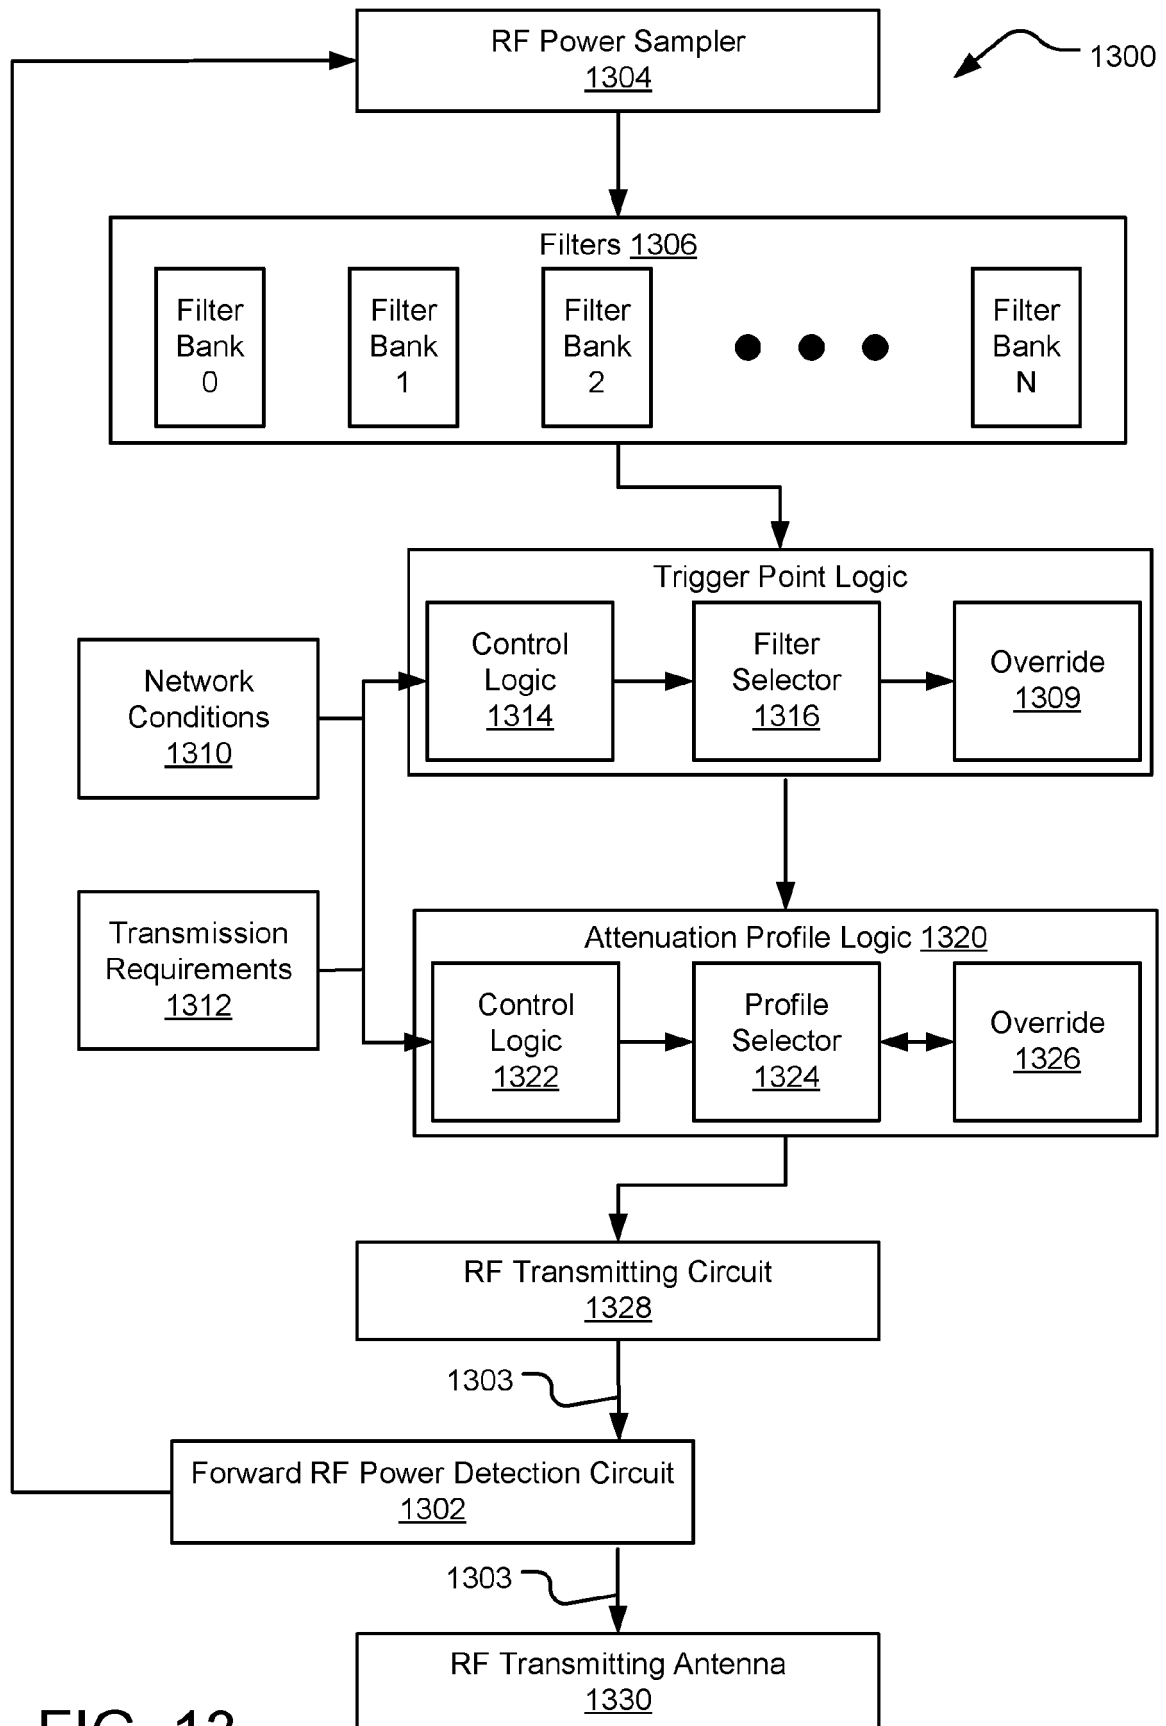 RF Power Sampler
1304
1300
Filters 1306
Filter
Bank
0
Filter
Bank
1
Filter
Bank
2
Filter
Bank
N
Trigger Point Logic
Control
Logic
1314
Filter
Selector
1316
Override
1309
Network
Conditions
1310
Transmission
Requirements
1312
Attenuation Profile Logic 1320
Control
Logic
1322
Profile
Selector
1324
Override
1326
RF Transmitting Circuit
1328
1303
Forward RF Power Detection Circuit
1302
1303
RF Transmitting Antenna
1330
FIG. 13